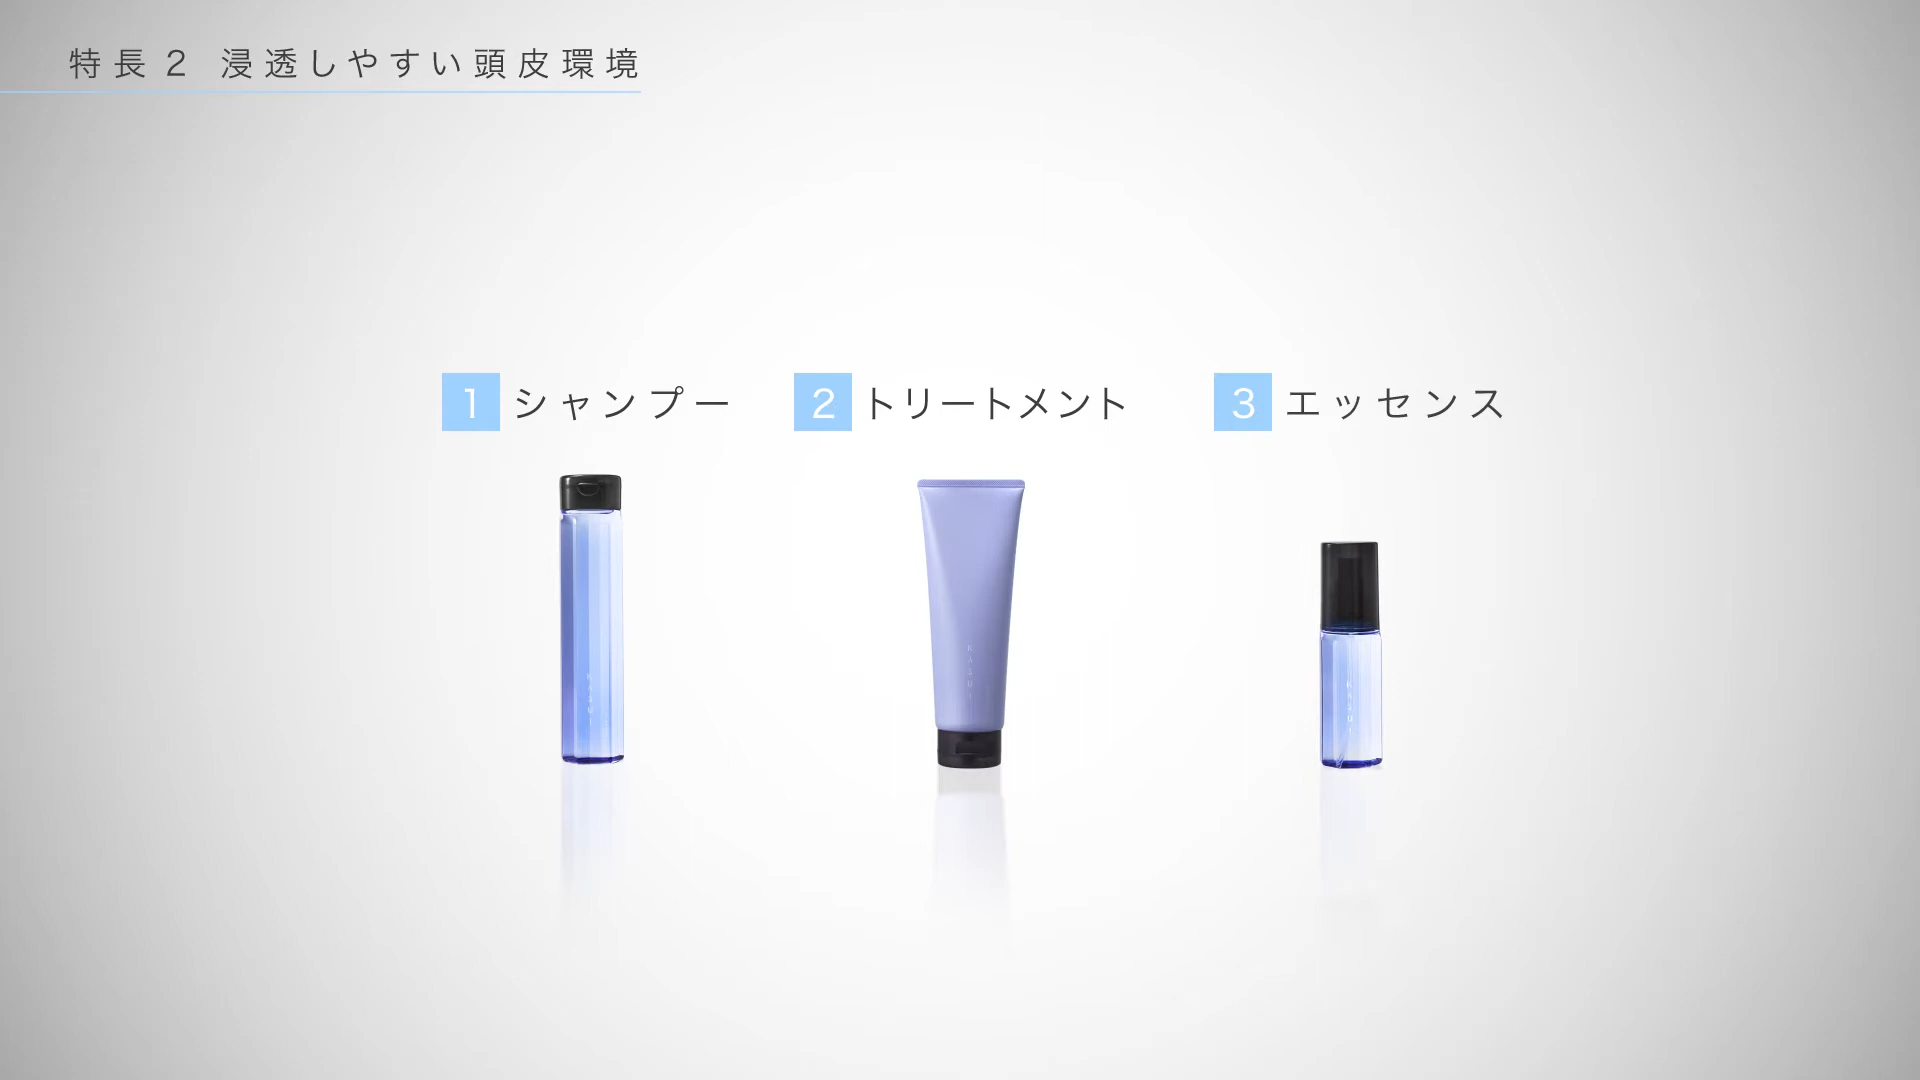 特長2 浸透しやすい頭皮環境
1 シャンプー
2 トリートメント
3 エッセンス